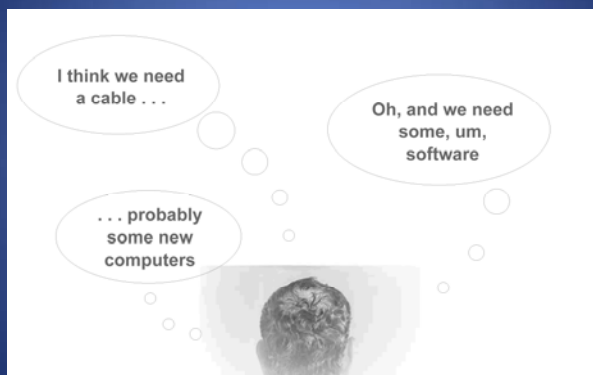 I think we need
a cable . . .
Oh, and we need
some, um,
software
. . . probably
some new
computers